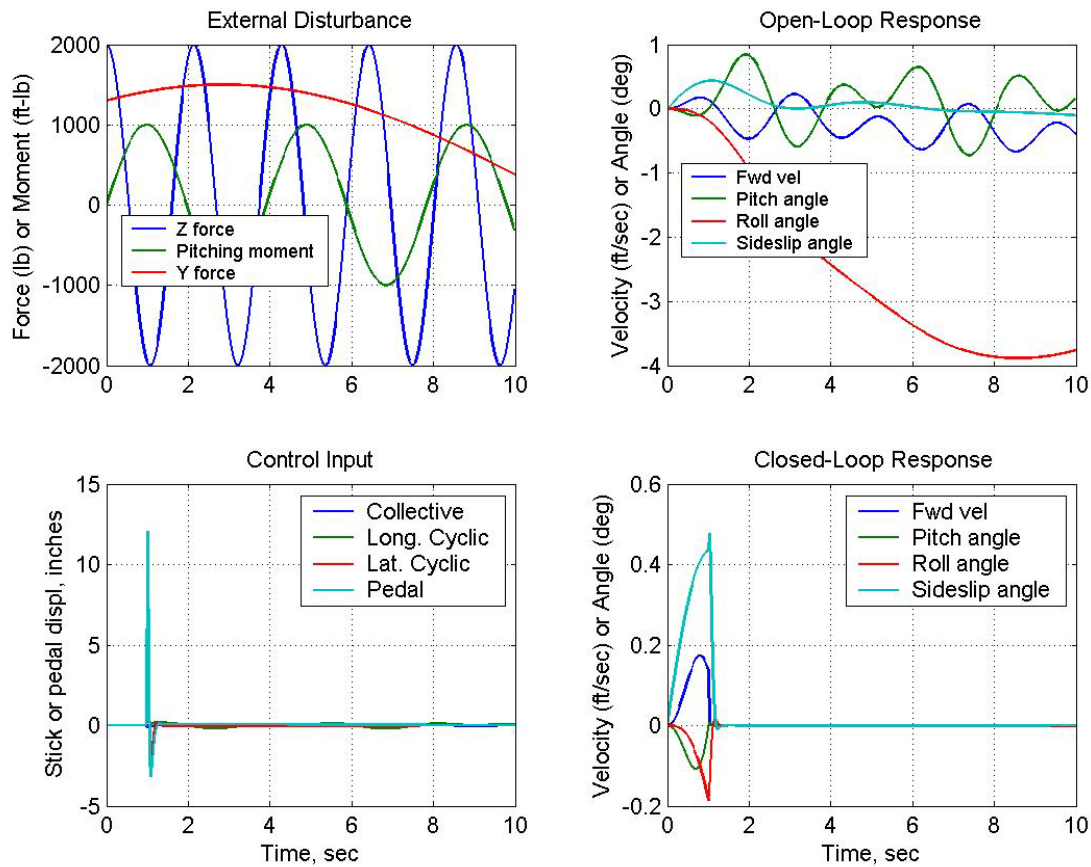 External Disturbance
Force (lb) or Moment (ft-lb)
2000
1000
0
-1000
-2000
Z force
Pitching moment
Y force
0 2 4 6 8 10
Open-Loop Response
Velocity (ft/sec) or Angle (deg)
1
0
-1
-2
-3
-4
Fwd vel
Pitch angle
Roll angle
Sideslip angle
0 2 4 6 8 10
Control Input
Stick or pedal displ, inches
15
10
5
0
-5
Collective
Long. Cyclic
Lat. Cyclic
Pedal
0 2 4 6 8 10
Time, sec
Closed-Loop Response
Velocity (ft/sec) or Angle (deg)
0.6
0.4
0.2
0
-0.2
Fwd vel
Pitch angle
Roll angle
Sideslip angle
0 2 4 6 8 10
Time, sec